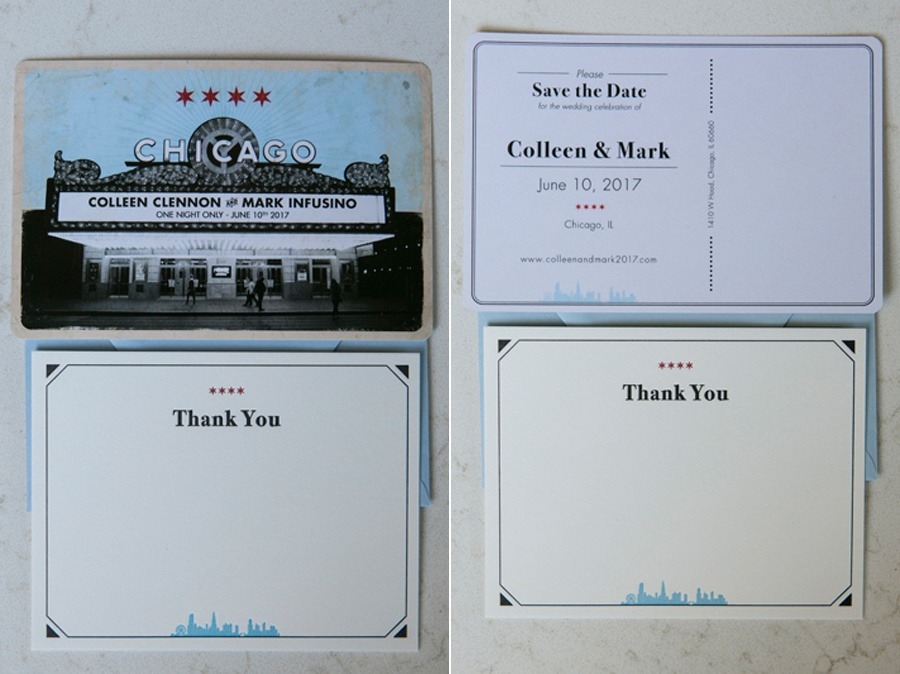 CHICAGO
COLLEEN CLENNON AND MARK INFUSINO
ONE NIGHT ONLY - JUNE 10TH 2017
Thank You
Please
Save the Date
for the wedding celebration of
Colleen & Mark
June 10, 2017
Chicago, IL
www.colleenandmark2017.com
1410 W Hood, Chicago, IL 60660
Thank You